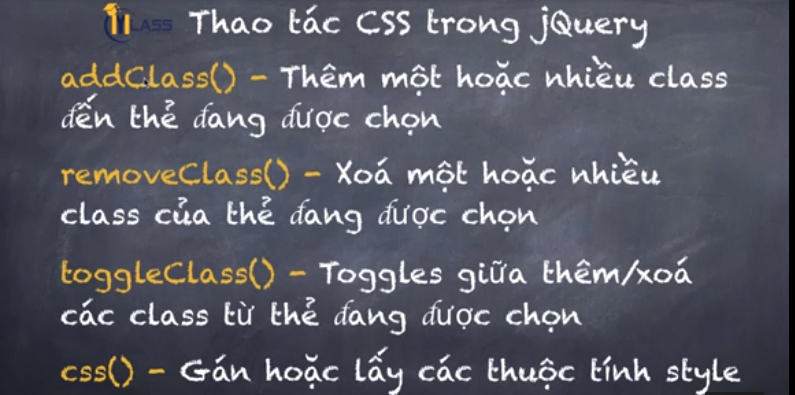 11CLASS Thao tác CSS trong jQuery
addClass() - Thêm một hoặc nhiều class
đến thẻ đang được chọn
removeClass() - Xoá một hoặc nhiều
class của thẻ đang được chọn
toggleClass() - Toggles giữa thêm/xoá
các class từ thẻ đang được chọn
css() - Gán hoặc lấy các thuộc tính style